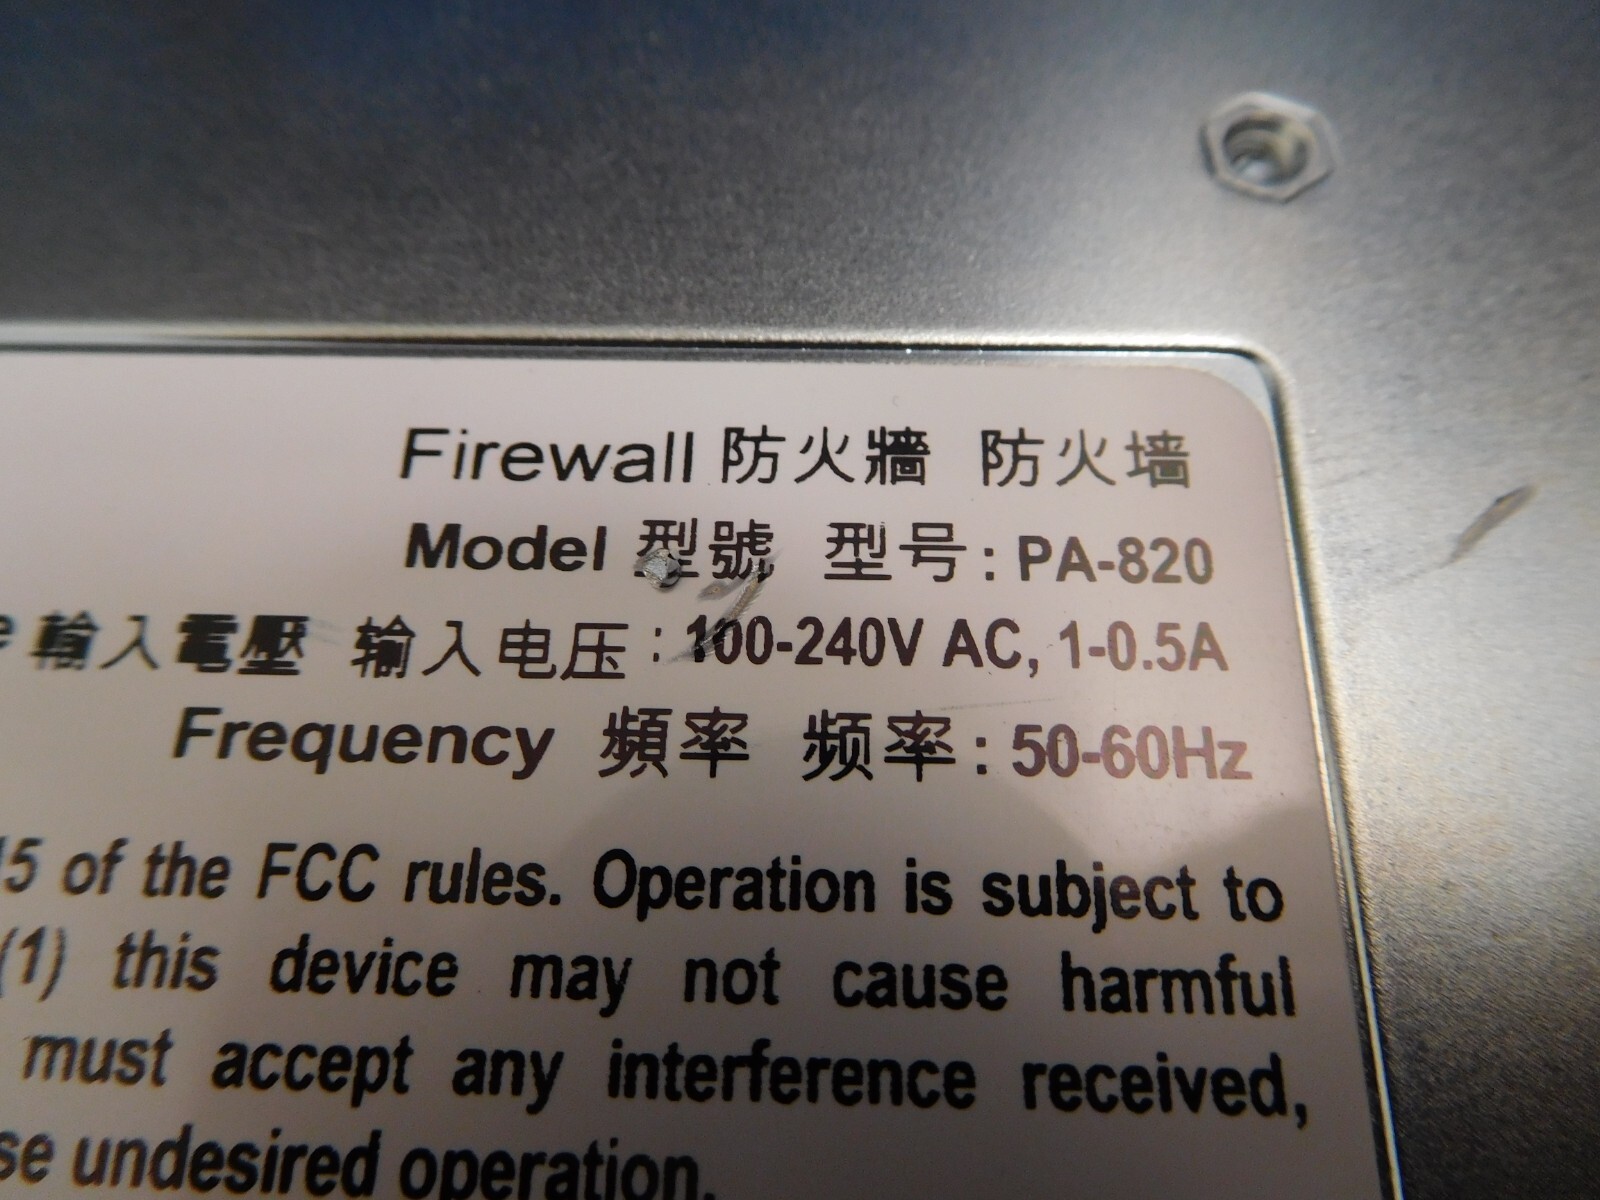 Firewall 防火牆 防火墙
Model 型號 型号: PA-820
輸入電壓 输入电压: 100-240V AC, 1-0.5A
Frequency 頻率 频率: 50-60Hz
of the FCC rules. Operation is subject to
(1) this device may not cause harmful
must accept any interference received,
undesired operation.